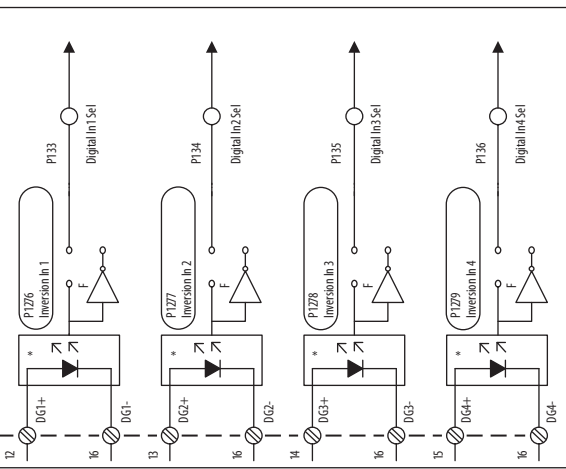 P133
Digital In1 Sel
P1276
Inversion In 1
F
*
DG1+
DG1-
12
16
P134
Digital In2 Sel
P1277
Inversion In 2
F
*
DG2+
DG2-
13
16
P135
Digital In3 Sel
P1278
Inversion In 3
F
*
DG3+
DG3-
14
16
P136
Digital In4 Sel
P1279
Inversion In 4
F
*
DG4+
DG4-
15
16